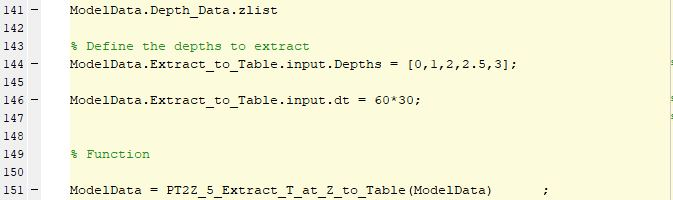 141 – ModelData.Depth_Data.zlist
142
143 % Define the depths to extract
144 – ModelData.Extract_to_Table.input.Depths = [0,1,2,2.5,3];
145
146 – ModelData.Extract_to_Table.input.dt = 60*30;
147
148
149 % Function
150
151 – ModelData = PT2Z_5_Extract_T_at_Z_to_Table(ModelData) ;